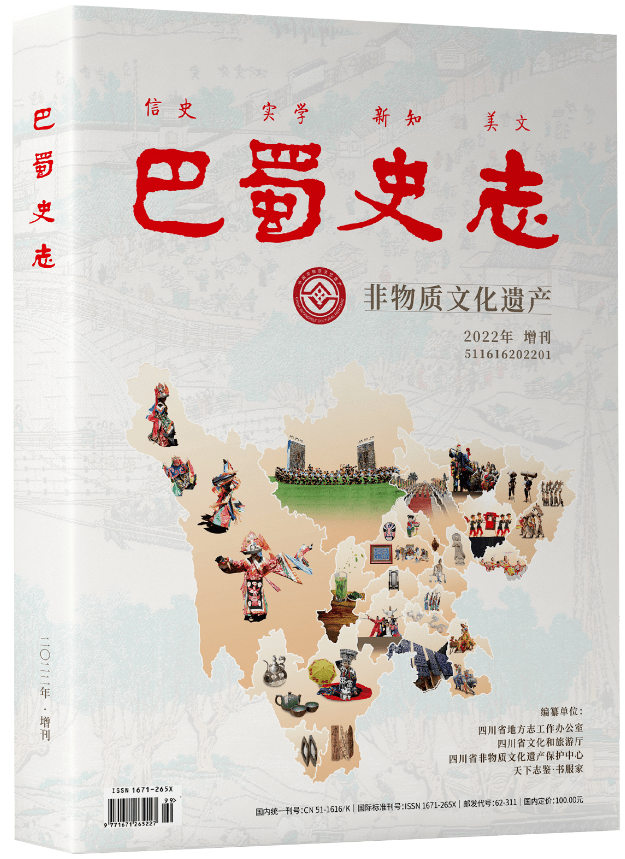 巴蜀史志
二〇二二年·增刊
信史 实学 新知 美文
巴蜀史志
非物质文化遗产
2022年 增刊
511616202201
编纂单位：
四川省地方志工作办公室
四川省文化和旅游厅
四川省非物质文化遗产保护中心
天下志鉴·书服家
ISSN 1671-265X
99>
9 771671 265227
国内统一刊号:CN 51-1616/K | 国际标准刊号:ISSN 1671-265X | 邮发代号:62-311 | 国内定价:100.00元